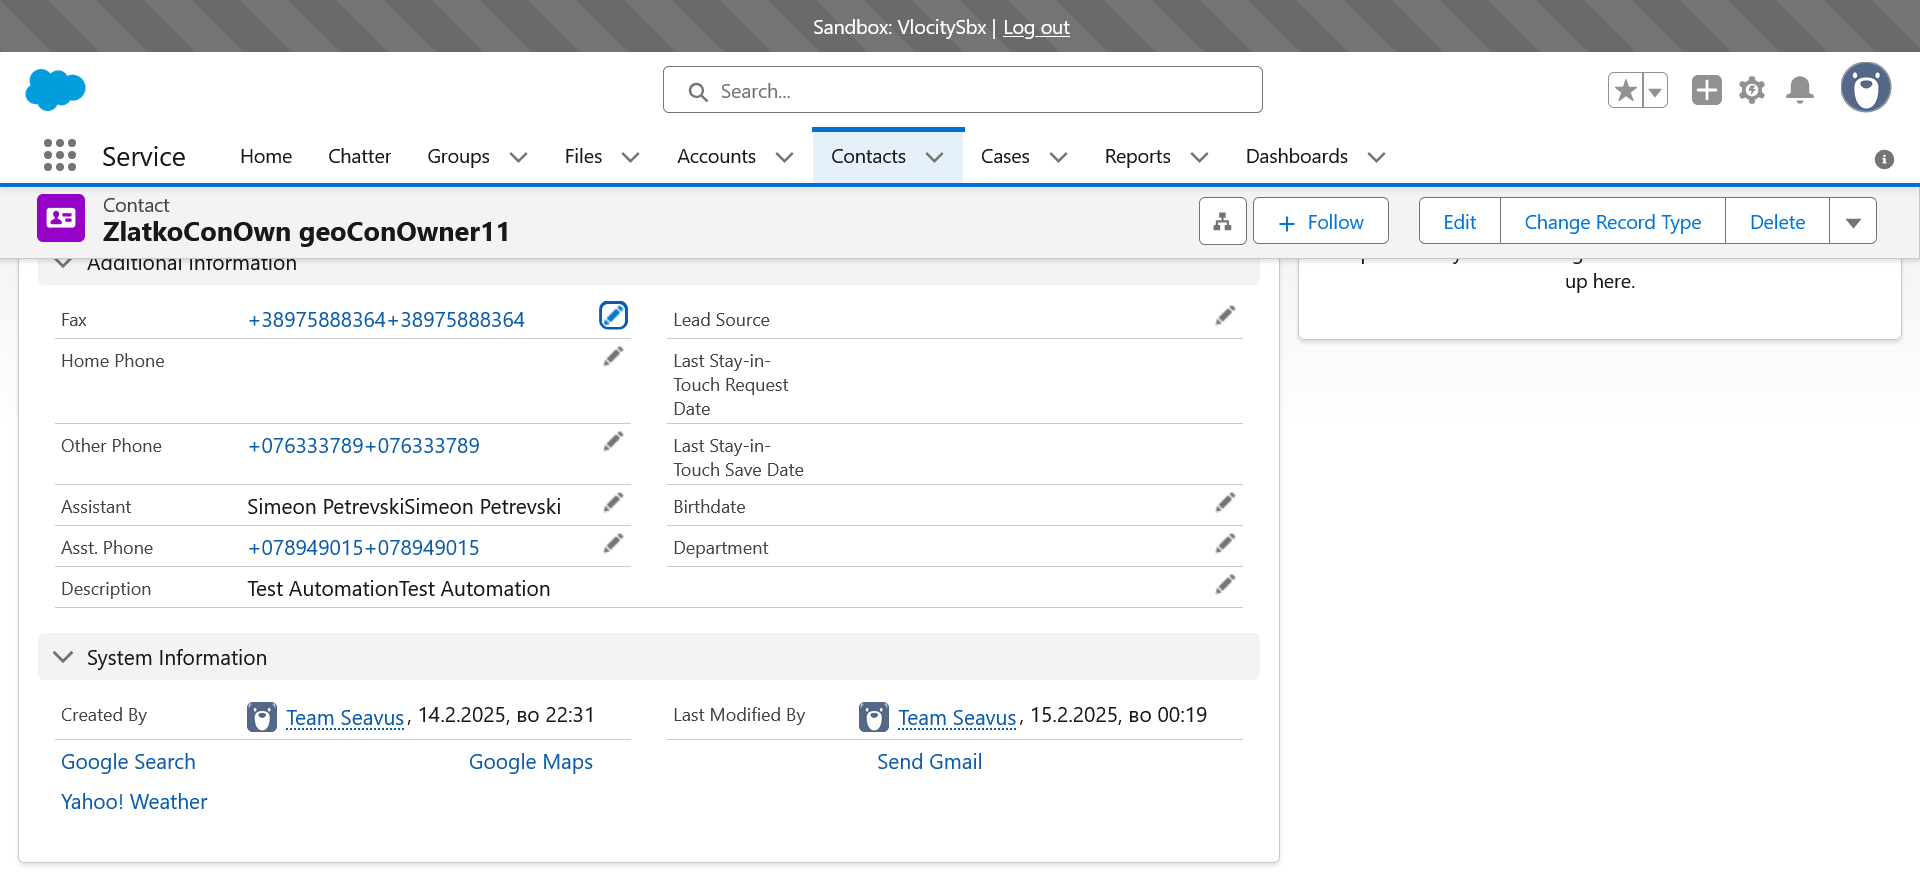 Sandbox: VlocitySbx | Log out
Search...
Service Home Chatter Groups Files Accounts Contacts Cases Reports Dashboards
Contact
ZlatkoConOwn geoConOwner11
Follow Edit Change Record Type Delete
Additional Information
up here.
Fax +38975888364+38975888364 Lead Source
Home Phone Last Stay-in-
Touch Request
Date
Other Phone +076333789+076333789 Last Stay-in-
Touch Save Date
Assistant Simeon PetrevskiSimeon Petrevski Birthdate
Asst. Phone +078949015+078949015 Department
Description Test AutomationTest Automation
System Information
Created By Team Seavus, 14.2.2025, во 22:31 Last Modified By Team Seavus, 15.2.2025, во 00:19
Google Search Google Maps Send Gmail
Yahoo! Weather